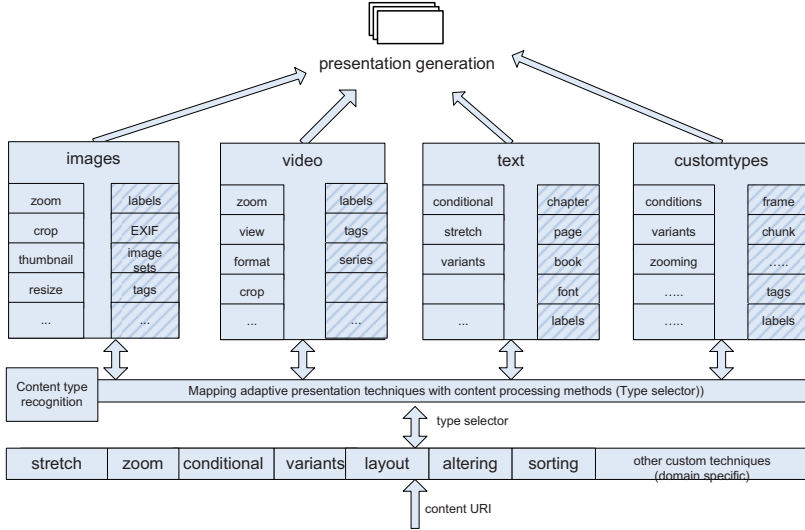 presentation generation
images
zoom
crop
thumbnail
resize
...
labels
EXIF
image
sets
tags
...
video
zoom
view
format
crop
...
labels
tags
series
...
text
conditional
stretch
variants
...
chapter
page
book
font
labels
customtypes
conditions
variants
zooming
…..
…..
frame
chunk
…..
tags
labels
Content type
recognition
Mapping adaptive presentation techniques with content processing methods (Type selector))
type selector
stretch
zoom
conditional
variants
layout
altering
sorting
other custom techniques
(domain specific)
content URI